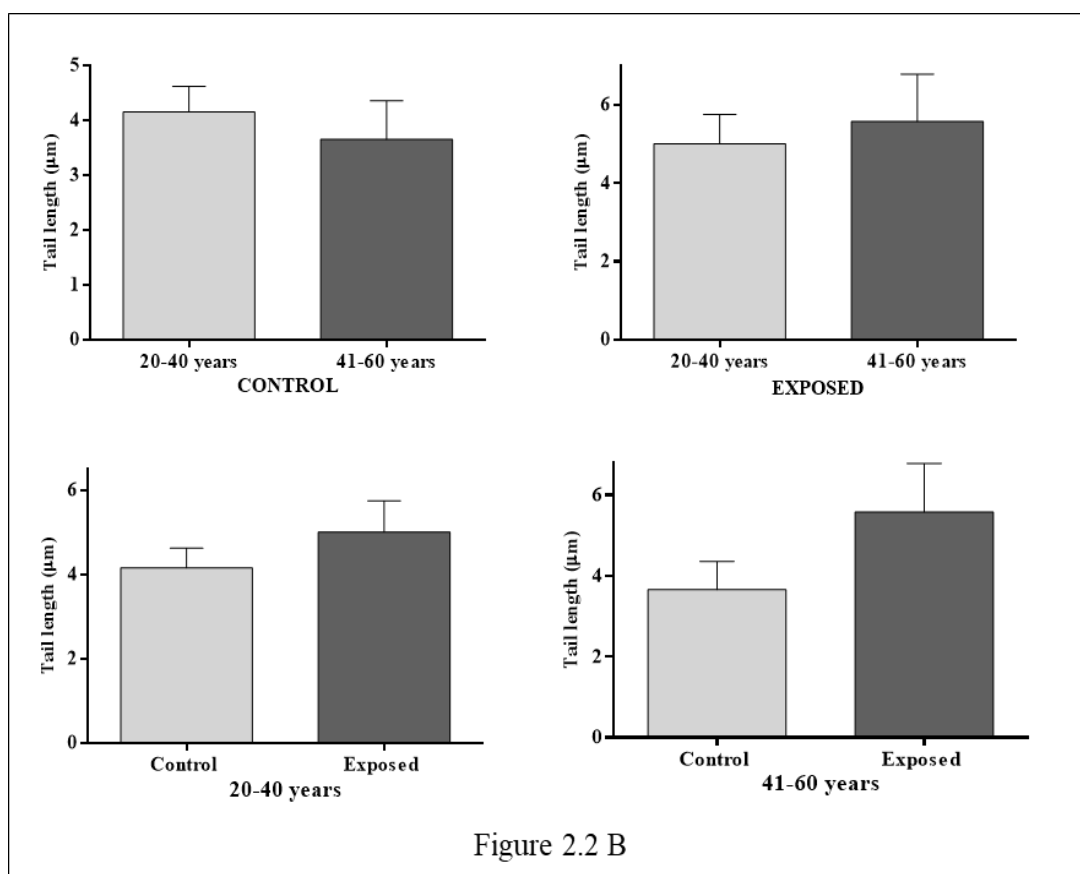 5
4
3
2
1
0
Tail length (µm)
20-40 years 41-60 years
CONTROL
6
4
2
0
Tail length (µm)
20-40 years 41-60 years
EXPOSED
6
4
2
0
Tail length (µm)
Control Exposed
20-40 years
6
4
2
0
Tail length (µm)
Control Exposed
41-60 years
Figure 2.2 B